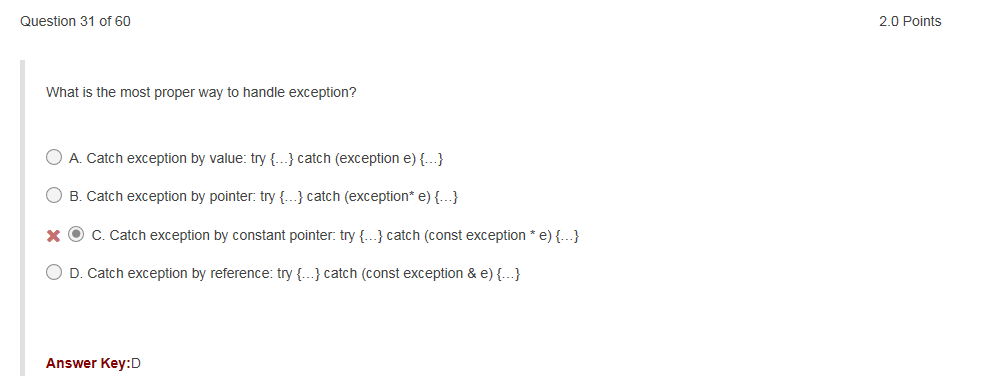 Question 31 of 60
2.0 Points
What is the most proper way to handle exception?
A. Catch exception by value: try {...} catch (exception e) {...}
B. Catch exception by pointer: try {...} catch (exception* e) {...}
C. Catch exception by constant pointer: try {...} catch (const exception * e) {...}
D. Catch exception by reference: try {...} catch (const exception & e) {...}
Answer Key:D